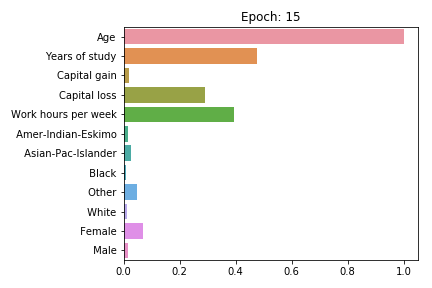 Epoch: 15
Age
Years of study
Capital gain
Capital loss
Work hours per week
Amer-Indian-Eskimo
Asian-Pac-Islander
Black
Other
White
Female
Male
0.0 0.2 0.4 0.6 0.8 1.0